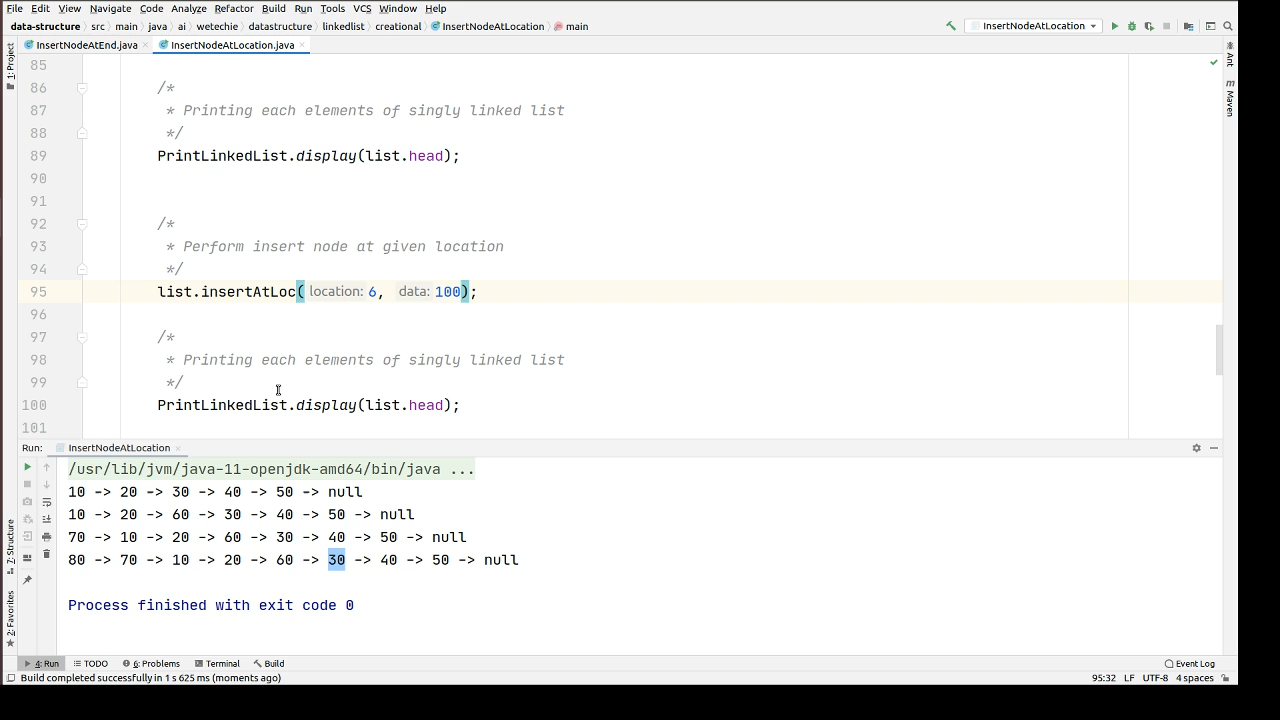 File Edit View Navigate Code Analyze Refactor Build Run Tools VCS Window Help
data-structure › src › main › java › ai › wetechie › datastructure › linkedlist › creational › InsertNodeAtLocation › main
InsertNodeAtLocation
InsertNodeAtEnd.java InsertNodeAtLocation.java
1: Project
Ant
Maven
85
86 /*
87 * Printing each elements of singly linked list
88 */
89 PrintLinkedList.display(list.head);
90
91
92 /*
93 * Perform insert node at given location
94 */
95 list.insertAtLoc( location: 6, data: 100);
96
97 /*
98 * Printing each elements of singly linked list
99 */
100 PrintLinkedList.display(list.head);
101
Run: InsertNodeAtLocation
/usr/lib/jvm/java-11-openjdk-amd64/bin/java ...
10 -> 20 -> 30 -> 40 -> 50 -> null
10 -> 20 -> 60 -> 30 -> 40 -> 50 -> null
70 -> 10 -> 20 -> 60 -> 30 -> 40 -> 50 -> null
80 -> 70 -> 10 -> 20 -> 60 -> 30 -> 40 -> 50 -> null
Process finished with exit code 0
7: Structure
2: Favorites
4: Run TODO 6: Problems Terminal Build Event Log
Build completed successfully in 1 s 625 ms (moments ago) 95:32 LF UTF-8 4 spaces